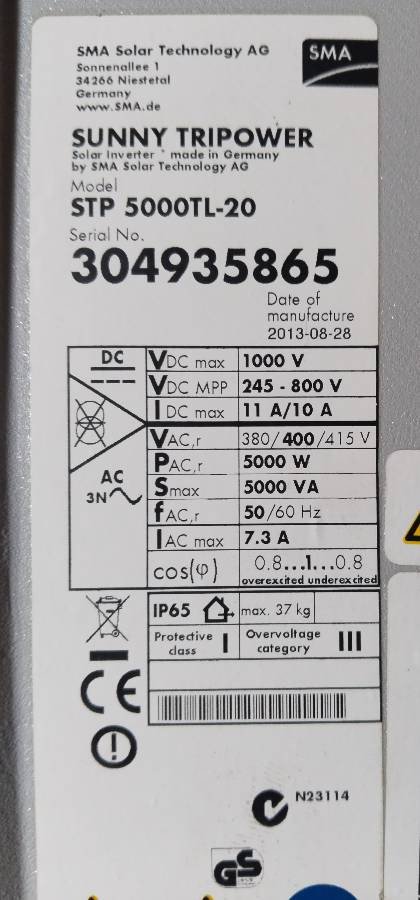 SMA Solar Technology AG
Sonnenallee 1
34266 Niestetal
Germany
www.SMA.de
SMA
SUNNY TRIPOWER
Solar Inverter * made in Germany
by SMA Solar Technology AG
Model
STP 5000TL-20
Serial No.
304935865
Date of
manufacture
2013-08-28
DC
VDC max 1000 V
VDC MPP 245 - 800 V
IDC max 11 A/10 A
VAC,r 380/400/415 V
AC
3N
PAC,r 5000 W
Smax 5000 VA
fAC,r 50/60 Hz
IAC max 7.3 A
cos(φ) 0.8...1...0.8
overexcited underexcited
IP65 max. 37 kg
Protective class I Overvoltage category III
CE
N23114
GS